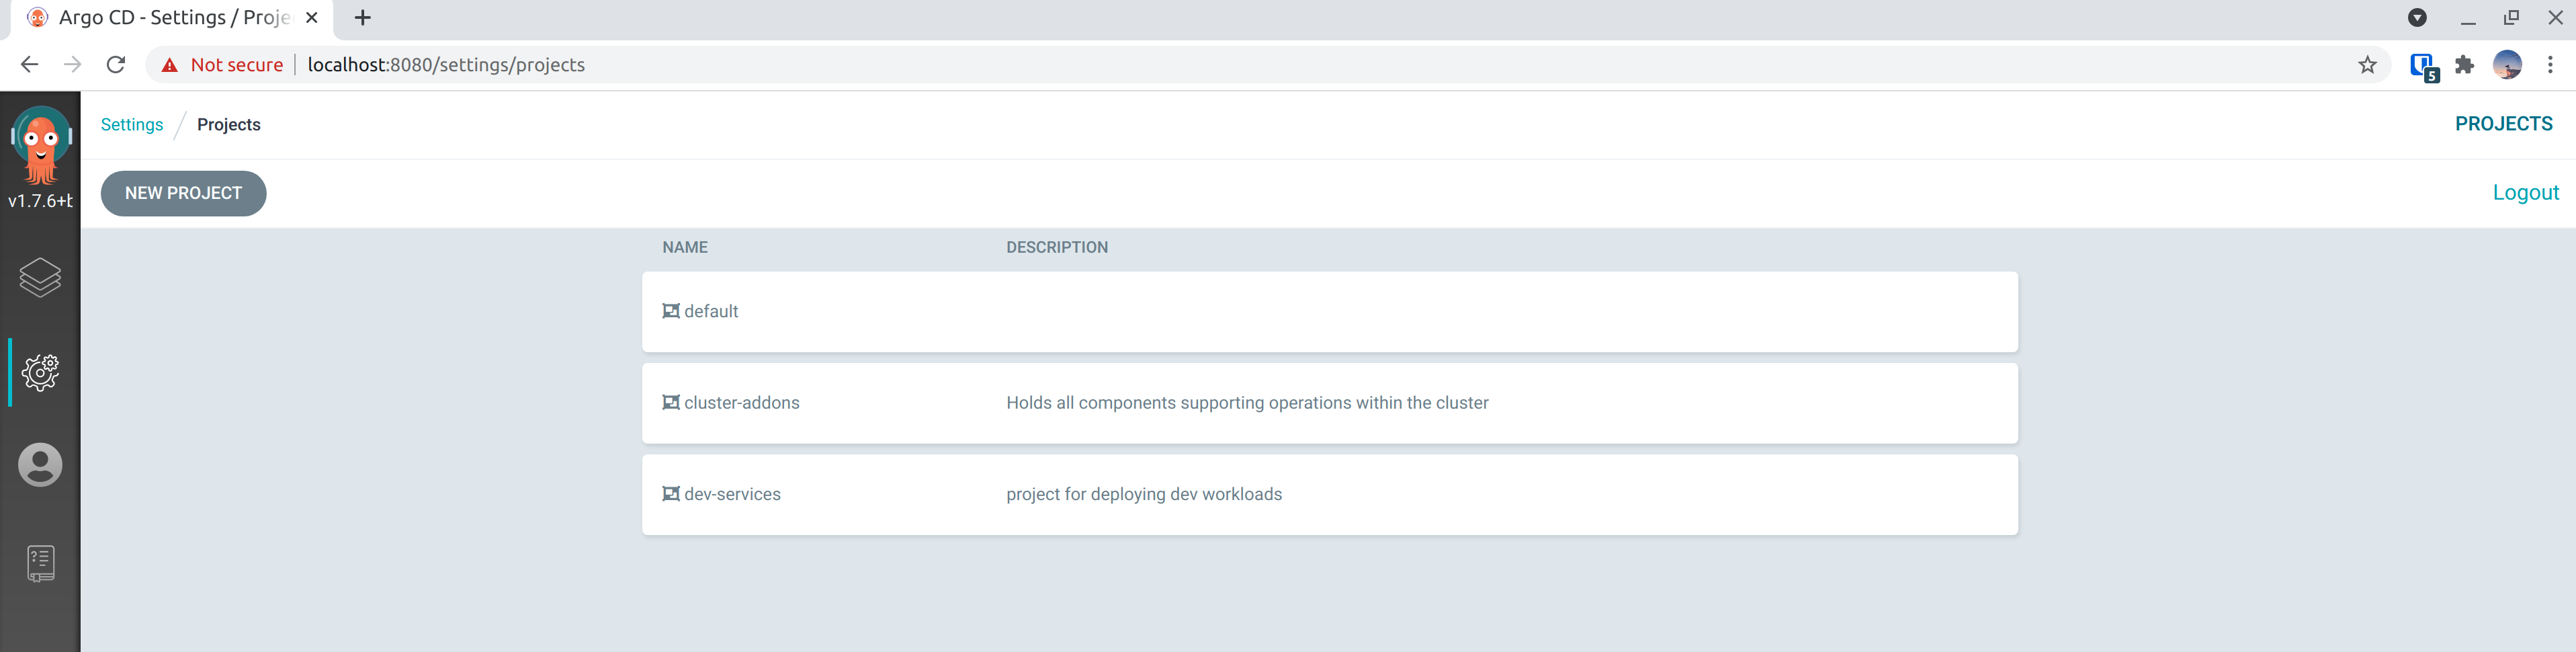 Argo CD - Settings / Proje
Not secure
localhost:8080/settings/projects
5
Settings / Projects
PROJECTS
v1.7.6+b
NEW PROJECT
Logout
NAME DESCRIPTION
default
cluster-addons Holds all components supporting operations within the cluster
dev-services project for deploying dev workloads